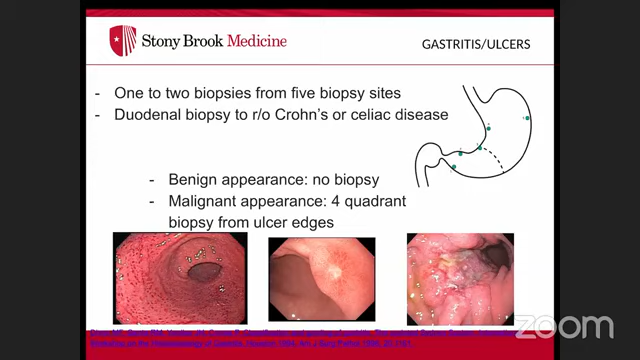 Stony Brook Medicine
GASTRITIS/ULCERS
- One to two biopsies from five biopsy sites
- Duodenal biopsy to r/o Crohn's or celiac disease
- Benign appearance: no biopsy
- Malignant appearance: 4 quadrant
biopsy from ulcer edges
zoom